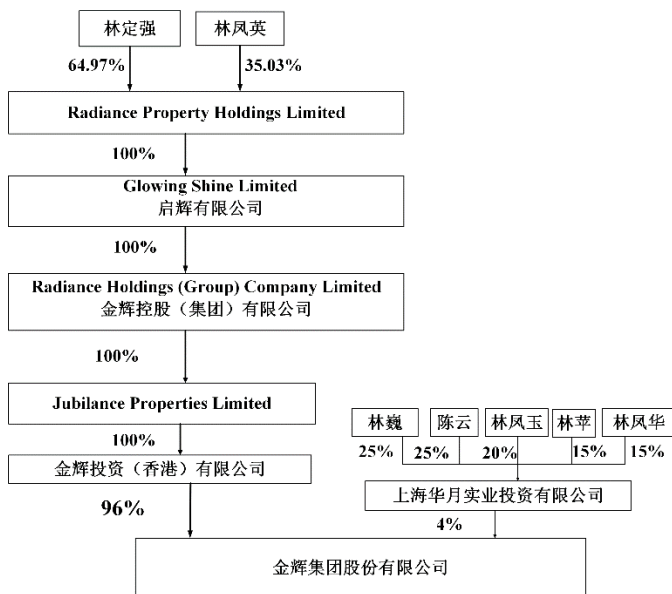 林定强
林凤英
64.97%
35.03%
Radiance Property Holdings Limited
100%
Glowing Shine Limited
启辉有限公司
100%
Radiance Holdings (Group) Company Limited
金辉控股（集团）有限公司
100%
Jubilance Properties Limited
100%
金辉投资（香港）有限公司
96%
林巍
陈云
林凤玉
林苹
林凤华
25%
25%
20%
15%
15%
上海华月实业投资有限公司
4%
金辉集团股份有限公司